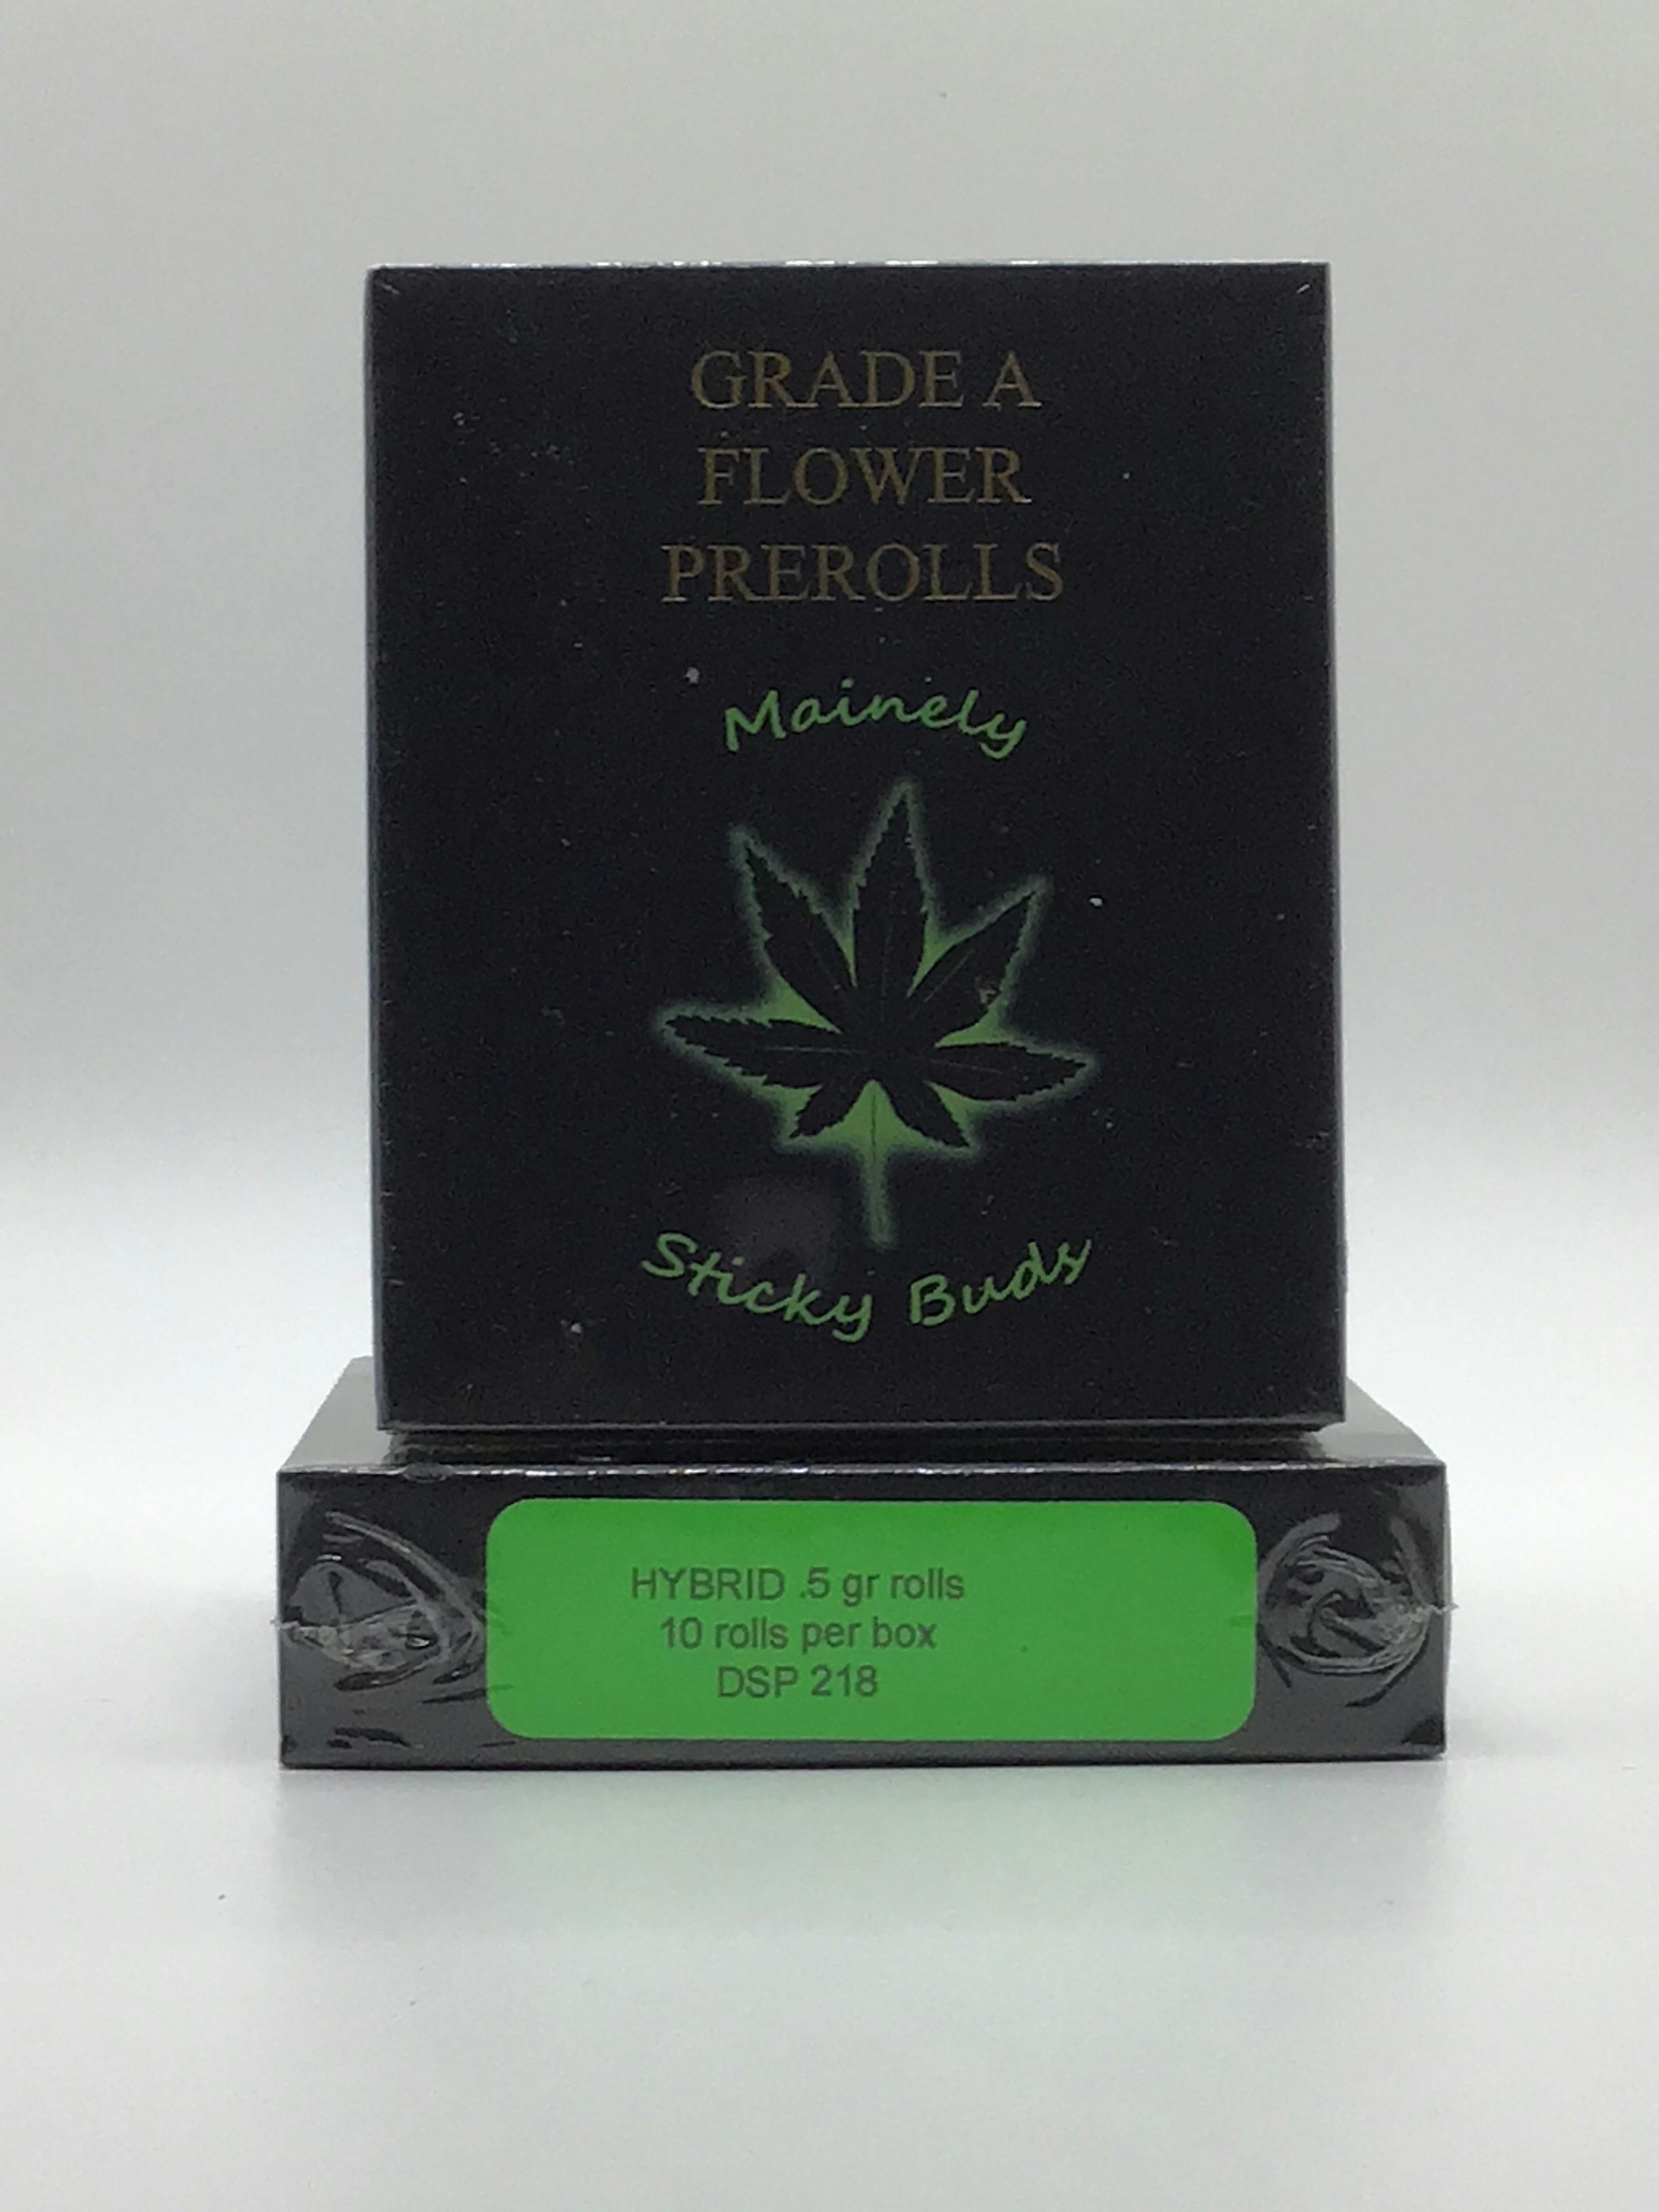 GRADE A
FLOWER
PREROLLS
Mainely
Sticky Buds
HYBRID .5 gr rolls
10 rolls per box
DSP 218